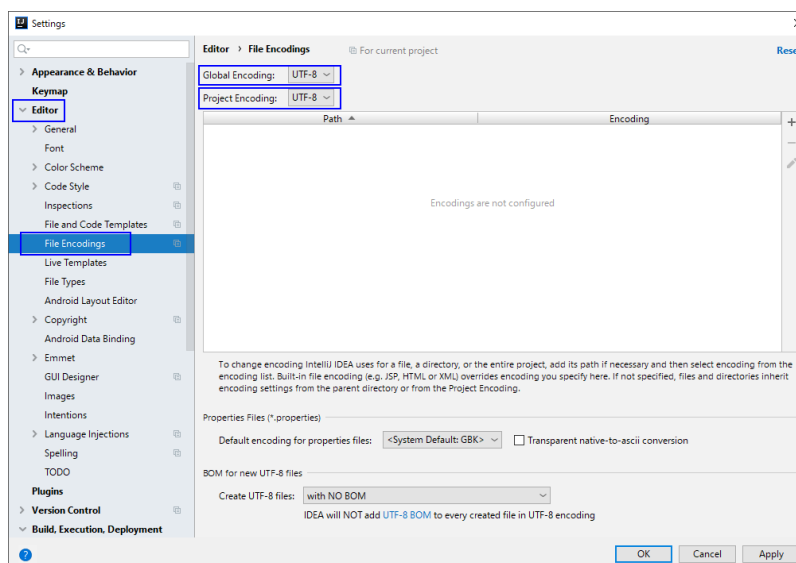 Settings
Editor › File Encodings
For current project
Rese
Appearance & Behavior
Keymap
Editor
General
Font
Color Scheme
Code Style
Inspections
File and Code Templates
File Encodings
Live Templates
File Types
Android Layout Editor
Copyright
Android Data Binding
Emmet
GUI Designer
Images
Intentions
Language Injections
Spelling
TODO
Plugins
Version Control
Build, Execution, Deployment
Global Encoding: UTF-8
Project Encoding: UTF-8
Path Encoding
Encodings are not configured
To change encoding IntelliJ IDEA uses for a file, a directory, or the entire project, add its path if necessary and then select encoding from the
encoding list. Built-in file encoding (e.g. JSP, HTML or XML) overrides encoding you specify here. If not specified, files and directories inherit
encoding settings from the parent directory or from the Project Encoding.
Properties Files (*.properties)
Default encoding for properties files: <System Default: GBK> Transparent native-to-ascii conversion
BOM for new UTF-8 files
Create UTF-8 files: with NO BOM
IDEA will NOT add UTF-8 BOM to every created file in UTF-8 encoding
? OK Cancel Apply